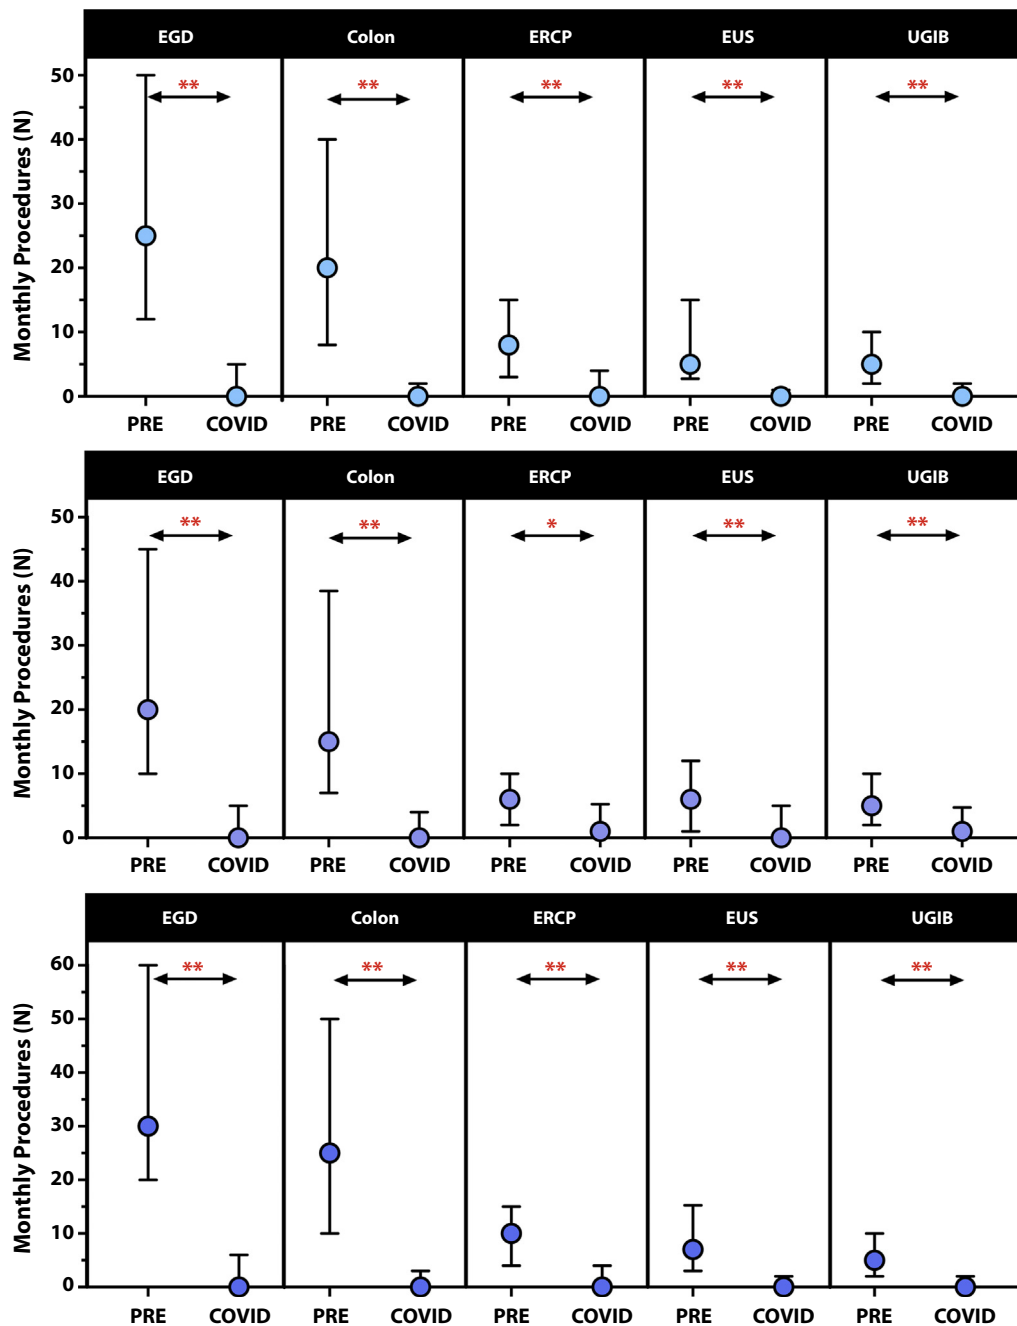 EGD Colon ERCP EUS UGIB
** ** ** ** **
Monthly Procedures (N)
50
40
30
20
10
0
PRE COVID PRE COVID PRE COVID PRE COVID PRE COVID
EGD Colon ERCP EUS UGIB
** ** * ** **
Monthly Procedures (N)
50
40
30
20
10
0
PRE COVID PRE COVID PRE COVID PRE COVID PRE COVID
EGD Colon ERCP EUS UGIB
** ** ** ** **
Monthly Procedures (N)
60
50
40
30
20
10
0
PRE COVID PRE COVID PRE COVID PRE COVID PRE COVID